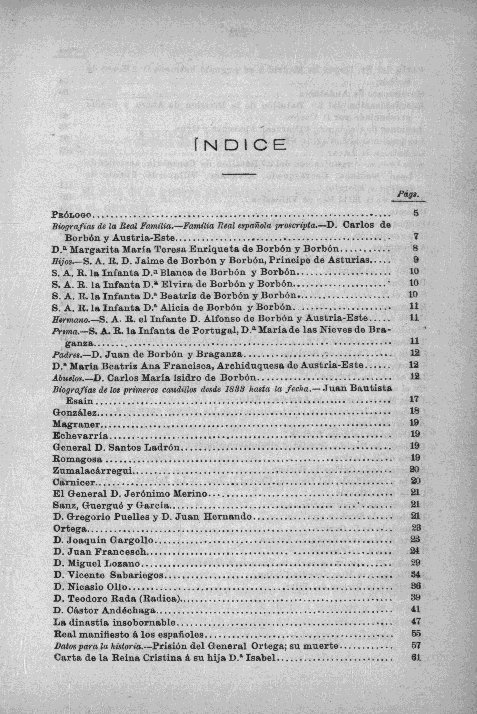 ÍNDICE
Págs.
PRÓLOGO 5
Biografías de la Real Familia.—Familia Real española proscripta.—D. Carlos de
Borbón y Austria-Este 7
D.ª Margarita María Teresa Enriqueta de Borbón y Borbón 8
Hijos.—S. A. R. D. Jaime de Borbón y Borbón, Príncipe de Asturias 9
S. A. R. la Infanta D.ª Blanca de Borbón y Borbón 10
S. A. R. la Infanta D.ª Elvira de Borbón y Borbón 10
S. A. R. la Infanta D.ª Beatriz de Borbón y Borbón 10
S. A. R. la Infanta D.ª Alicia de Borbón y Borbón 11
Hermano.—S. A. R. el Infante D. Alfonso de Borbón y Austria-Este 11
Prima.—S. A. R. la Infanta de Portugal, D.ª María de las Nieves de Bra-
ganza 11
Padres.—D. Juan de Borbón y Braganza 12
D.ª María Beatriz Ana Francisca, Archiduquesa de Austria-Este 12
Abuelos.—D. Carlos María Isidro de Borbón 12
Biografías de los primeros caudillos desde 1833 hasta la fecha.—Juan Bautista
Esain 17
González 18
Magraner 19
Echevarría 19
General D. Santos Ladrón 19
Romagosa 19
Zumalacárregui 20
Carnicer 20
El General D. Jerónimo Merino 21
Sanz, Guergué y García 21
D. Gregorio Puelles y D. Juan Hernando 21
Ortega 23
D. Joaquín Gargollo 23
D. Juan Francesch 24
D. Miguel Lozano 29
D. Vicente Sabariegos 34
D. Nicasio Ollo 36
D. Teodoro Rada (Radica) 39
D. Cástor Andéchaga 41
La dinastía insobornable 47
Real manifiesto á los españoles 55
Datos para la historia.—Prisión del General Ortega; su muerte 57
Carta de la Reina Cristina á su hija D.ª Isabel 61